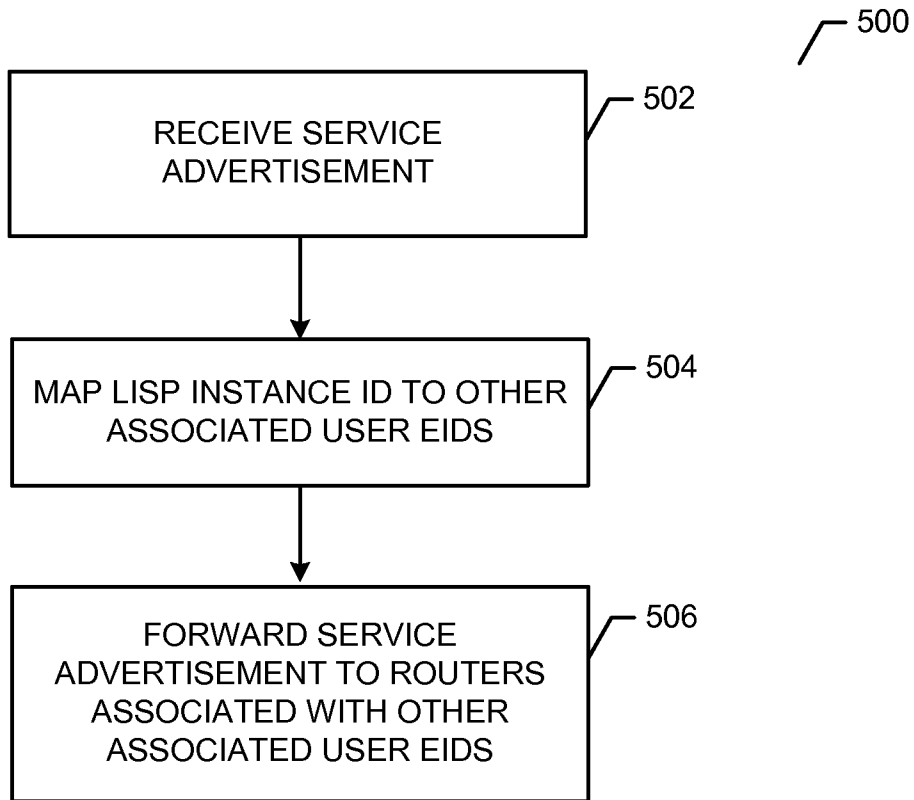 500
RECEIVE SERVICE
ADVERTISEMENT
502
MAP LISP INSTANCE ID TO OTHER
ASSOCIATED USER EIDS
504
FORWARD SERVICE
ADVERTISEMENT TO ROUTERS
ASSOCIATED WITH OTHER
ASSOCIATED USER EIDS
506